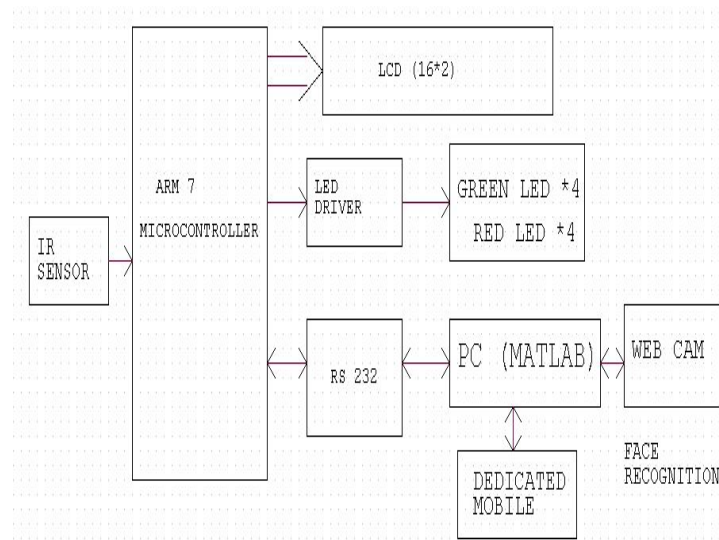 LCD (16*2)
ARM 7
MICROCONTROLLER
LED
DRIVER
GREEN LED *4
RED LED *4
IR
SENSOR
RS 232
PC (MATLAB)
WEB CAM
FACE
RECOGNITION
DEDICATED
MOBILE